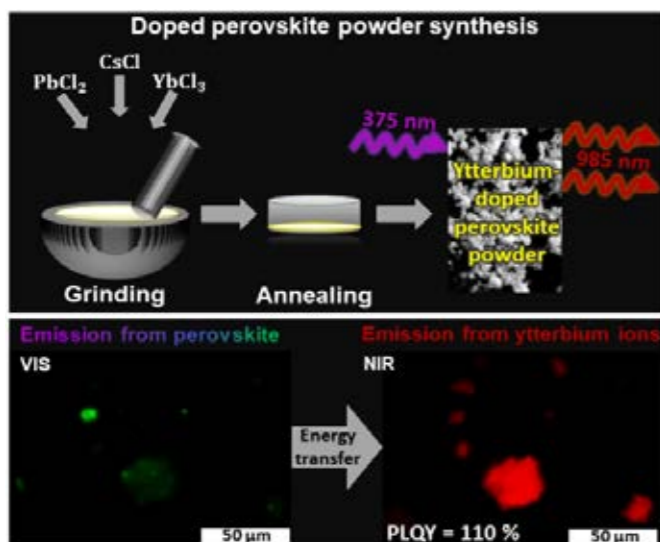 Doped perovskite powder synthesis
CsCl
PbCl₂ YbCl₃
375 nm
985 nm
Ytterbium-
doped
perovskite
powder
Grinding Annealing
Emission from perovskite Emission from ytterbium ions
VIS NIR
Energy
transfer
50 µm PLQY = 110 % 50 µm